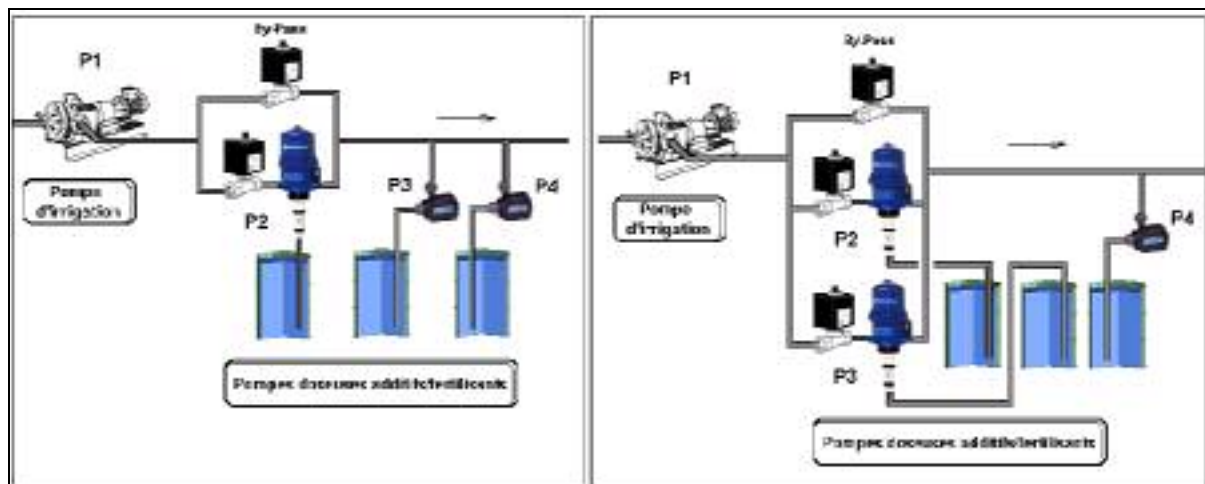 By-Pass
P1
Pompe
d'irrigation
P2
P3
P4
Pompes doseuses additifs/fertilisants
By-Pass
P1
Pompe
d'irrigation
P2
P4
P3
Pompes doseuses additifs/fertilisants